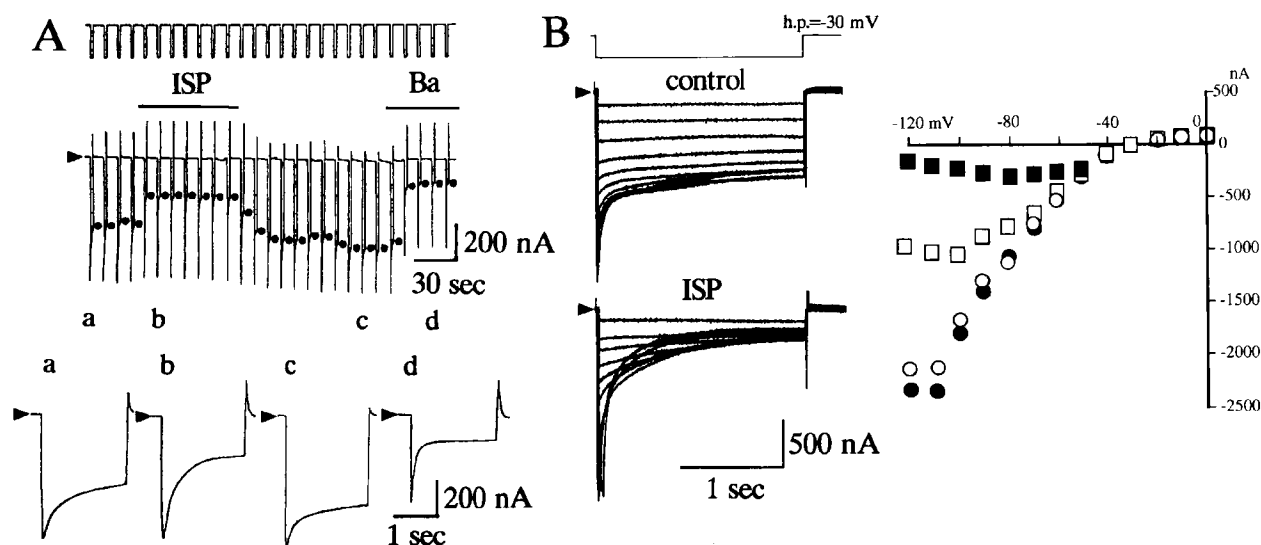 A
ISP
Ba
200 nA
30 sec
a b c d
a b c d
200 nA
1 sec
B
h.p.=-30 mV
control
ISP
500 nA
1 sec
nA
500
-120 mV -80 -40 0
0
-500
-1000
-1500
-2000
-2500